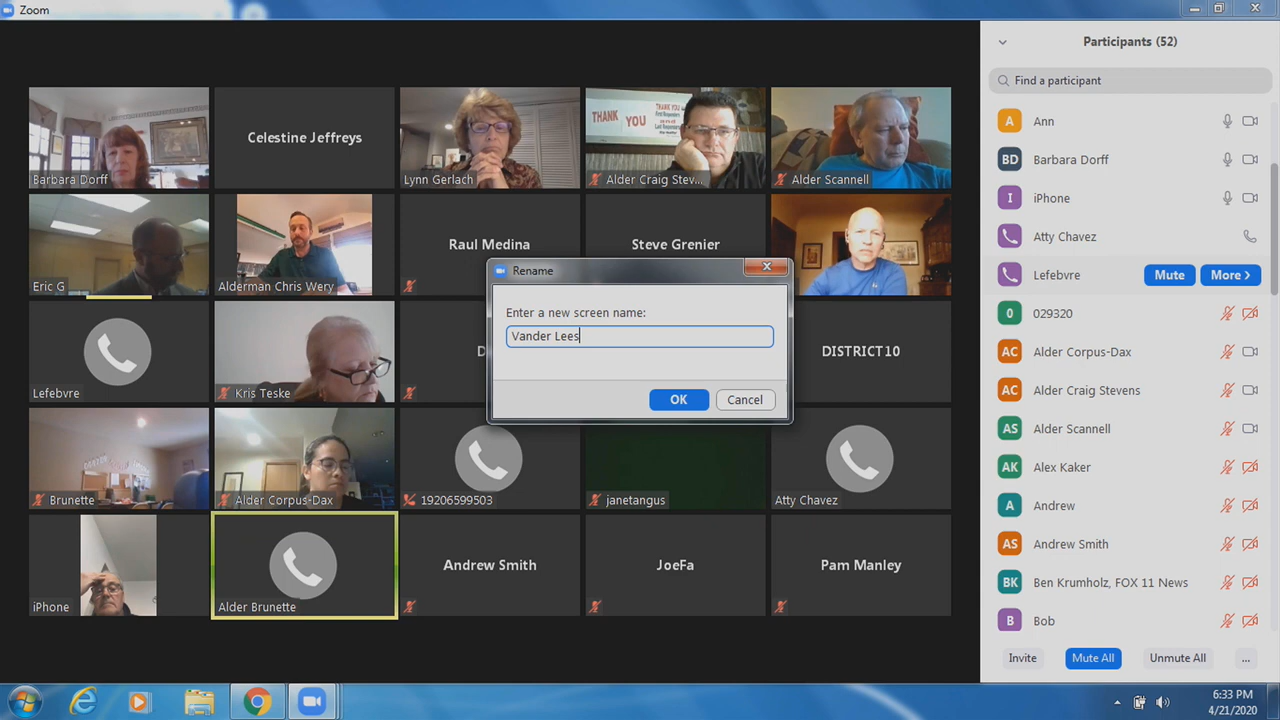 Zoom
Barbara Dorff
Celestine Jeffreys
Lynn Gerlach
THANK YOU
THANK YOU
Alder Craig Stev...
Alder Scannell
Eric G
Alderman Chris Wery
Raul Medina
Steve Grenier
Lefebvre
Kris Teske
D
DISTRICT 10
Brunette
Alder Corpus-Dax
19206599503
janetangus
Atty Chavez
iPhone
Alder Brunette
Andrew Smith
JoeFa
Pam Manley
Rename
Enter a new screen name:
Vander Lees
OK
Cancel
Participants (52)
Find a participant
A Ann
BD Barbara Dorff
I iPhone
Atty Chavez
Lefebvre Mute More >
0 029320
AC Alder Corpus-Dax
AC Alder Craig Stevens
AS Alder Scannell
AK Alex Kaker
A Andrew
AS Andrew Smith
BK Ben Krumholz, FOX 11 News
B Bob
Invite Mute All Unmute All ...
6:33 PM
4/21/2020